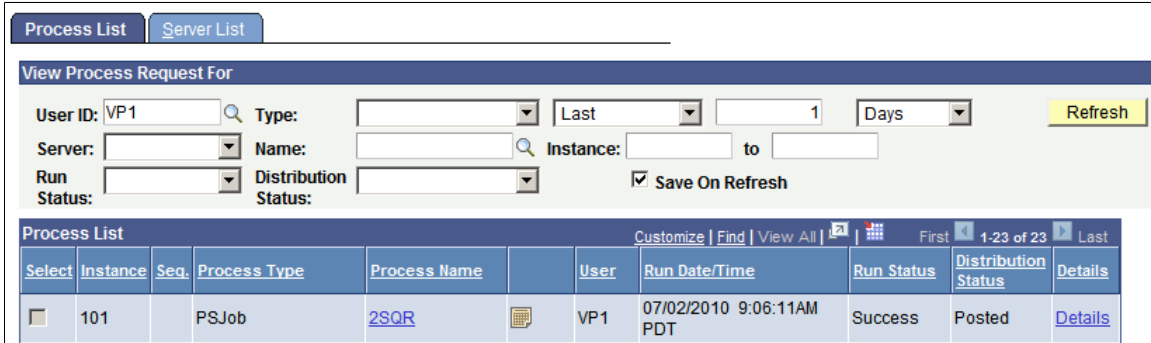 Process List Server List
View Process Request For
User ID: VP1 Type: Last 1 Days Refresh
Server: Name: Instance: to
Run Status: Distribution Status: Save On Refresh
Process List Customize | Find | View All | | First 1-23 of 23 Last
Select Instance Seq. Process Type Process Name User Run Date/Time Run Status Distribution Status Details
101 PSJob 2SQR VP1 07/02/2010 9:06:11AM PDT Success Posted Details